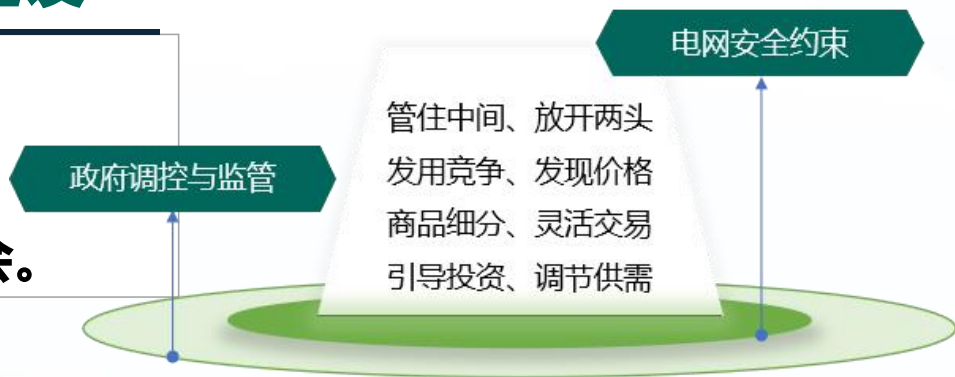 电网安全约束
管住中间、放开两头
发用竞争、发现价格
政府调控与监管
商品细分、灵活交易
引导投资、调节供需
。